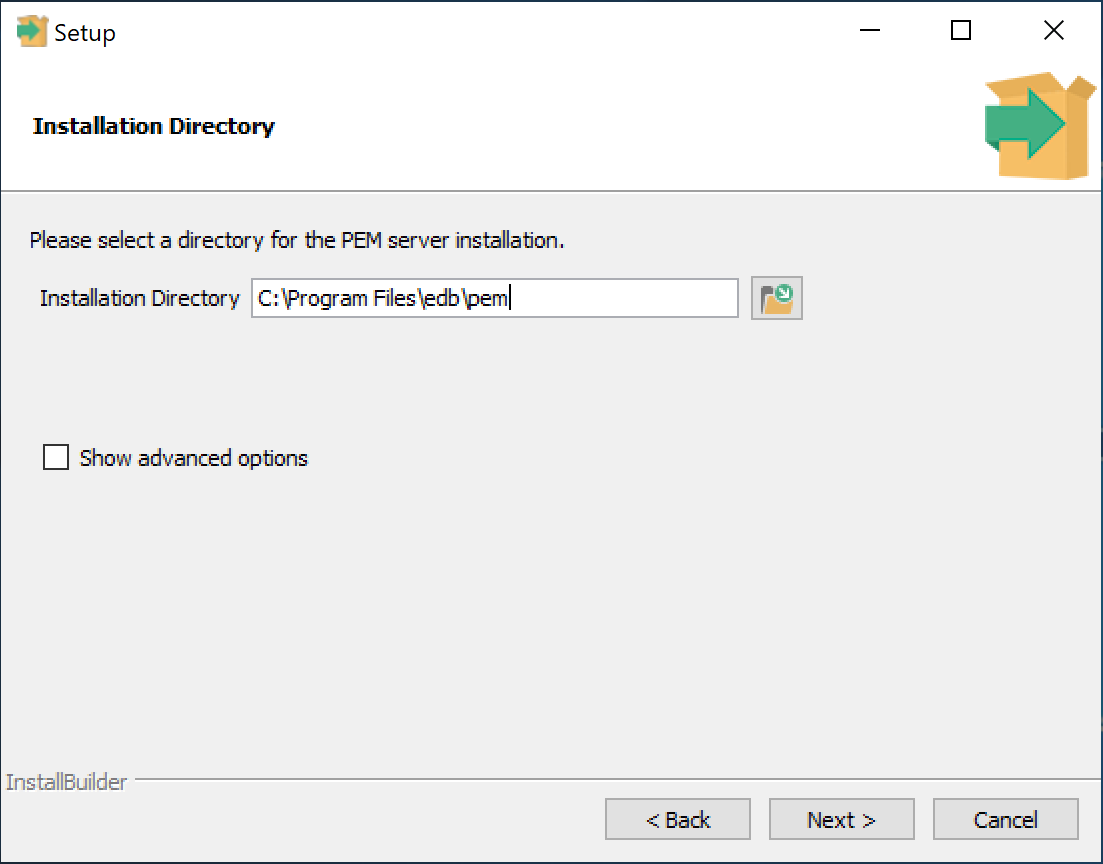 Setup
Installation Directory
Please select a directory for the PEM server installation.
Installation Directory C:\Program Files\edb\pem
Show advanced options
InstallBuilder
< Back Next > Cancel